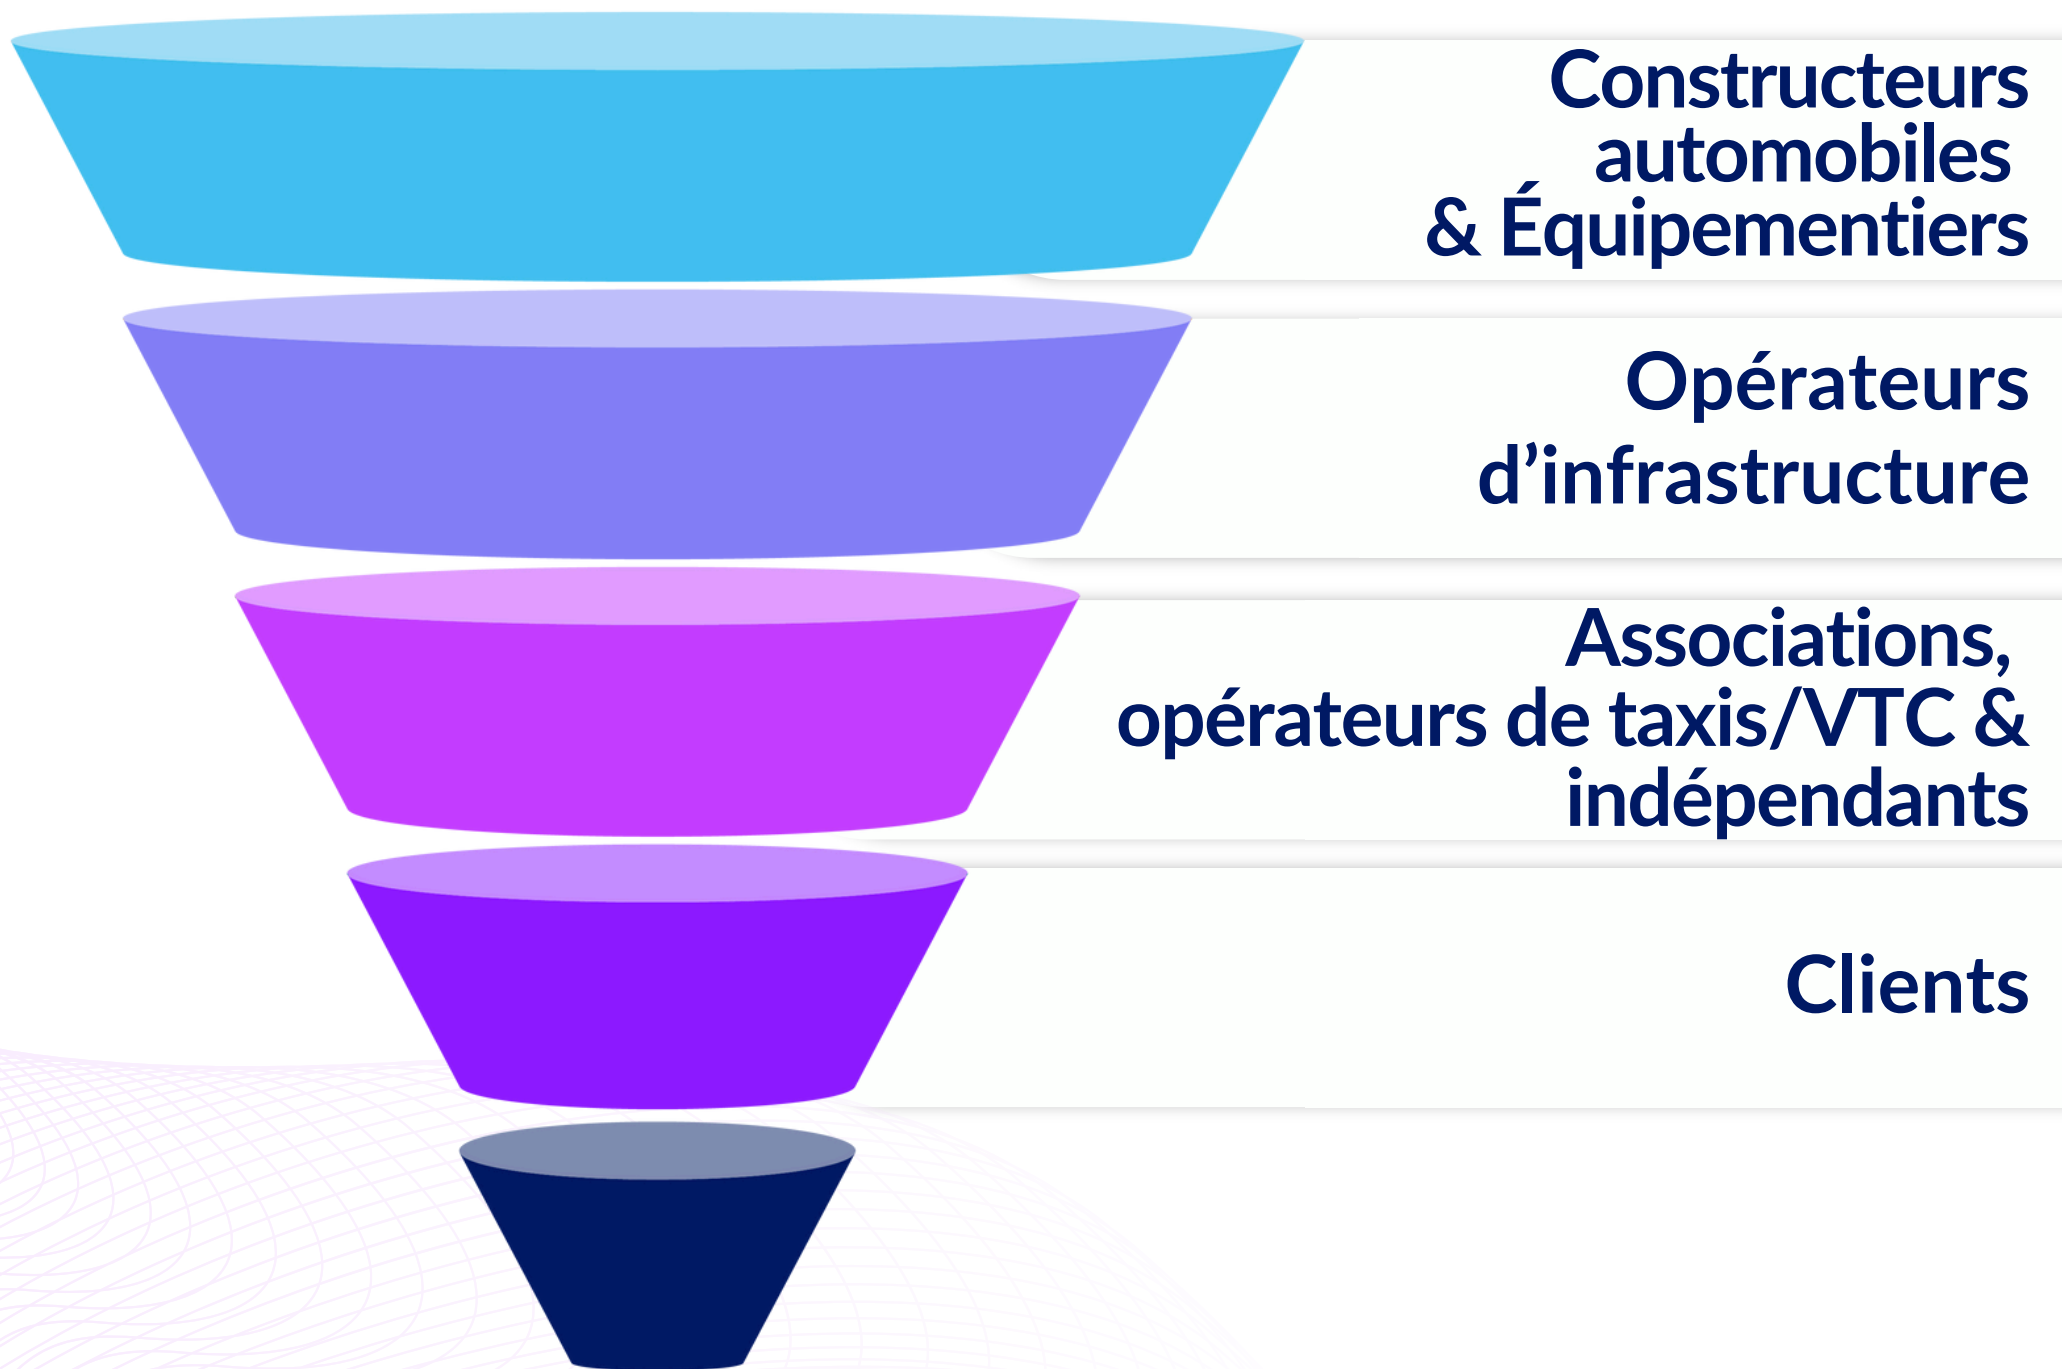 Constructeurs
automobiles
& Équipementiers
Opérateurs
d’infrastructure
Associations,
opérateurs de taxis/VTC &
indépendants
Clients